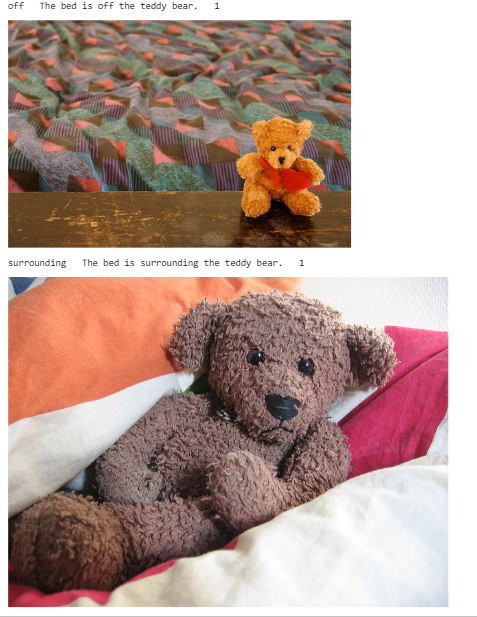 off   The bed is off the teddy bear.   1
surrounding   The bed is surrounding the teddy bear.   1